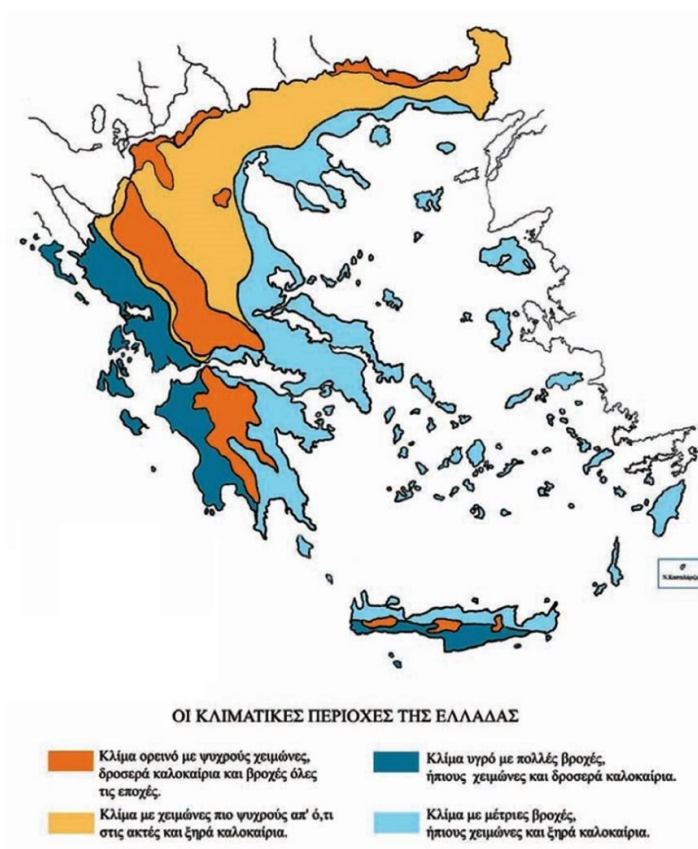 Ν.Καστελόριζο
ΟΙ ΚΛΙΜΑΤΙΚΕΣ ΠΕΡΙΟΧΕΣ ΤΗΣ ΕΛΛΑΔΑΣ
Κλίμα ορεινό με ψυχρούς χειμώνες,
δροσερά καλοκαίρια και βροχές όλες
τις εποχές.
Κλίμα με χειμώνες πιο ψυχρούς απ' ό,τι
στις ακτές και ξηρά καλοκαίρια.
Κλίμα υγρό με πολλές βροχές,
ήπιους χειμώνες και δροσερά καλοκαίρια.
Κλίμα με μέτριες βροχές,
ήπιους χειμώνες και ξηρά καλοκαίρια.